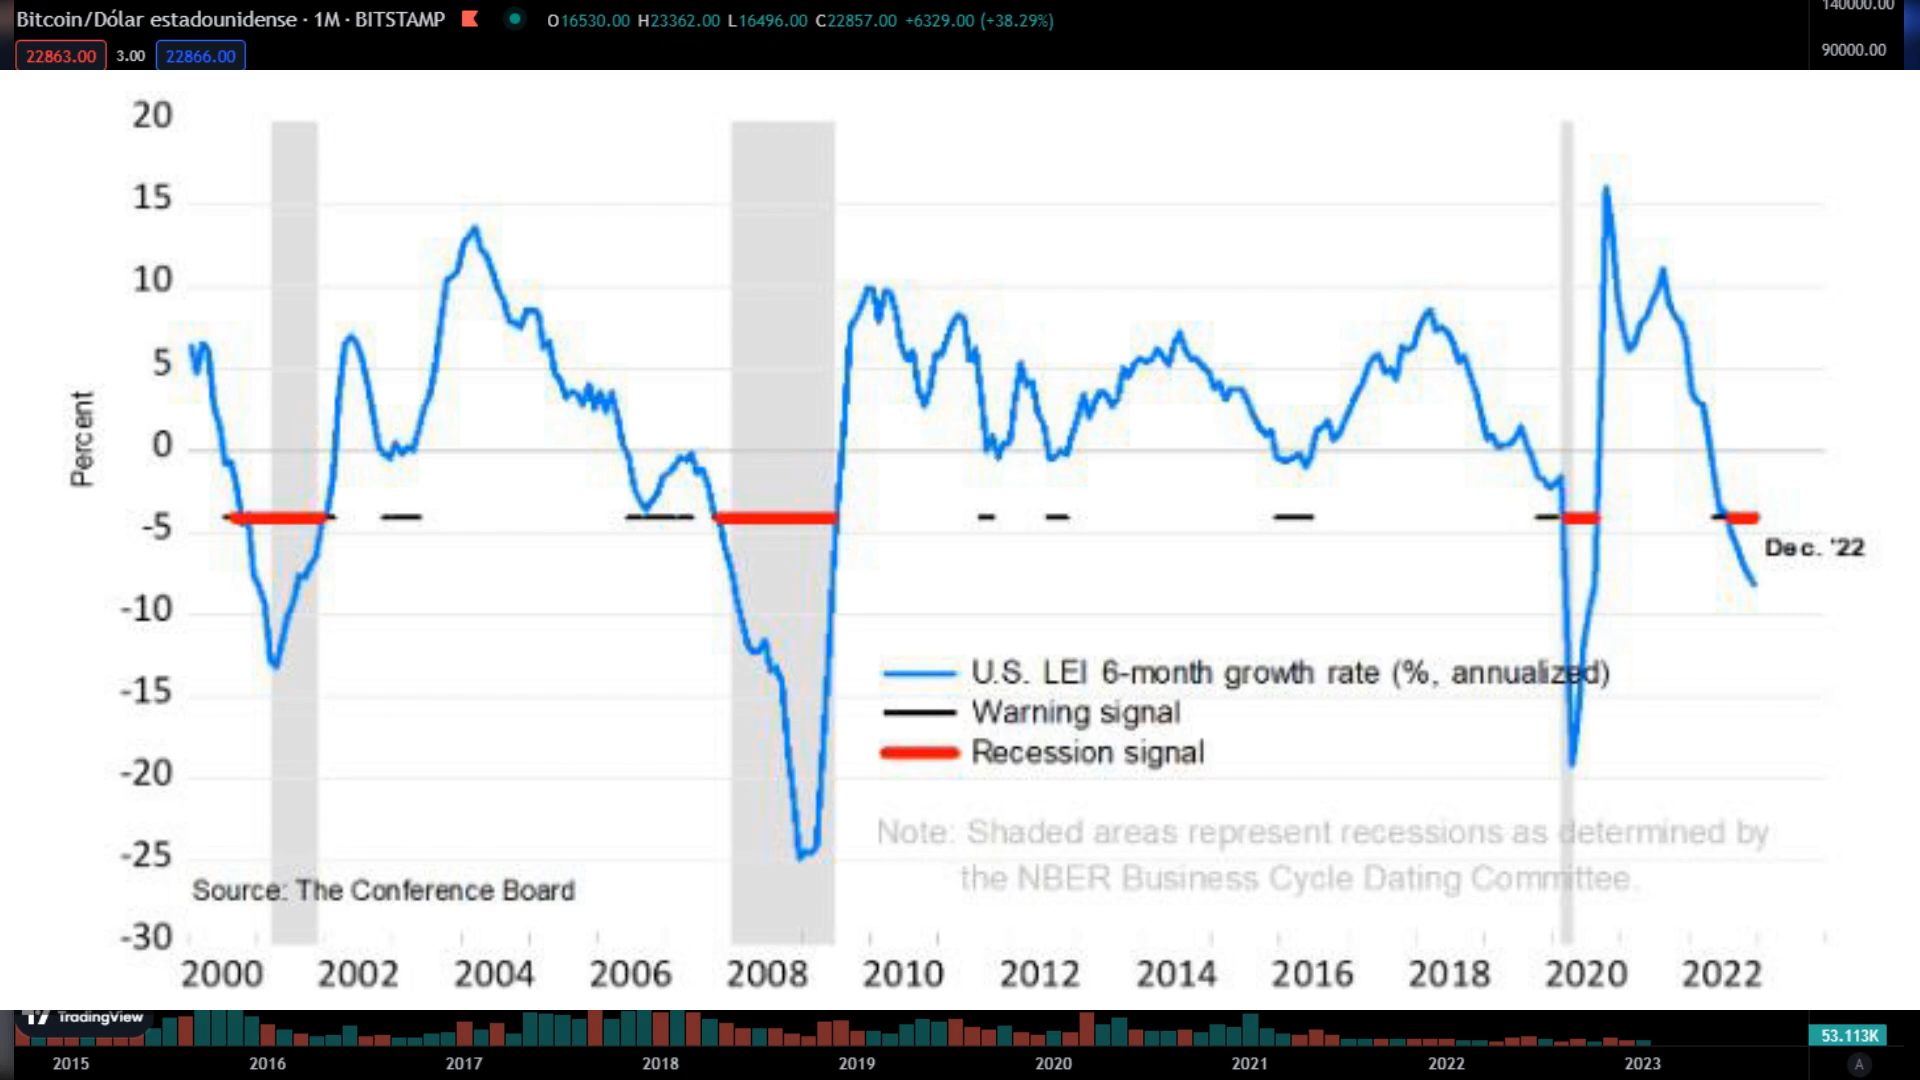 Bitcoin/Dólar estadounidense · 1M · BITSTAMP
O16530.00 H23362.00 L16496.00 C22857.00 +6329.00 (+38.29%)
140000.00
22863.00 3.00 22866.00
90000.00
20
15
10
5
0
-5
-10
-15
-20
-25
-30
Percent
Dec. '22
U.S. LEI 6-month growth rate (%, annualized)
Warning signal
Recession signal
Note: Shaded areas represent recessions as determined by
the NBER Business Cycle Dating Committee.
Source: The Conference Board
2000 2002 2004 2006 2008 2010 2012 2014 2016 2018 2020 2022
TradingView
53.113K
2015 2016 2017 2018 2019 2020 2021 2022 2023
A